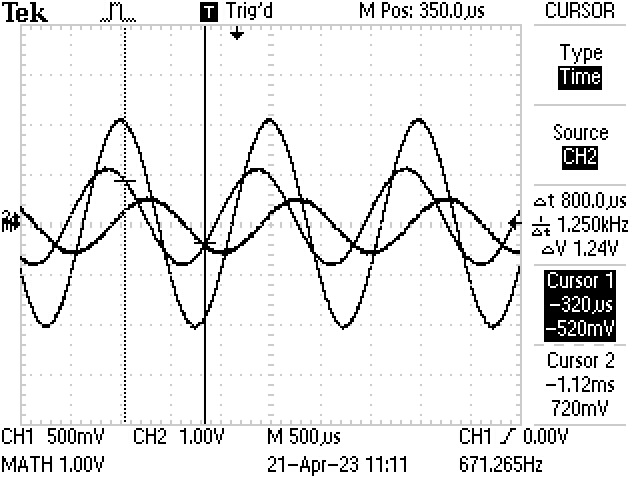 Tek
T Trig'd
M Pos: 350.0µs
CURSOR
Type
Time
Source
CH2
Δt 800.0µs
1/Δt 1.250kHz
ΔV 1.24V
Cursor 1
-320µs
-520mV
Cursor 2
-1.12ms
720mV
CH1 500mV CH2 1.00V M 500µs CH1 / 0.00V
MATH 1.00V 21-Apr-23 11:11 671.265Hz